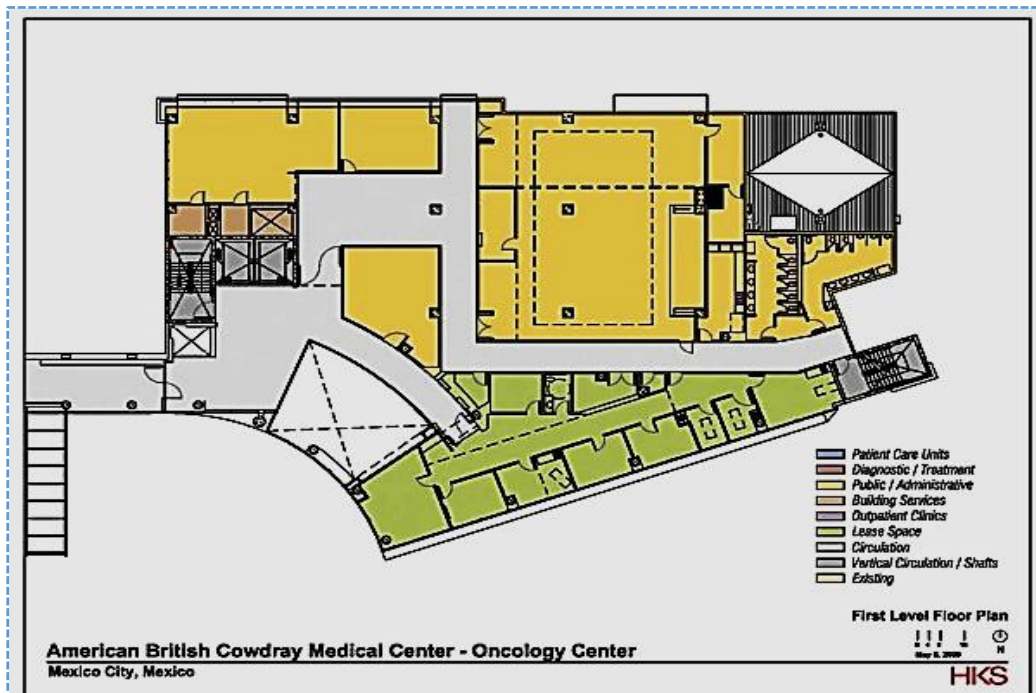 Patient Care Units
Diagnostic / Treatment
Public / Administrative
Building Services
Outpatient Clinics
Lease Space
Circulation
Vertical Circulation / Shafts
Existing
First Level Floor Plan
N
American British Cowdray Medical Center - Oncology Center
Mexico City, Mexico
HKS